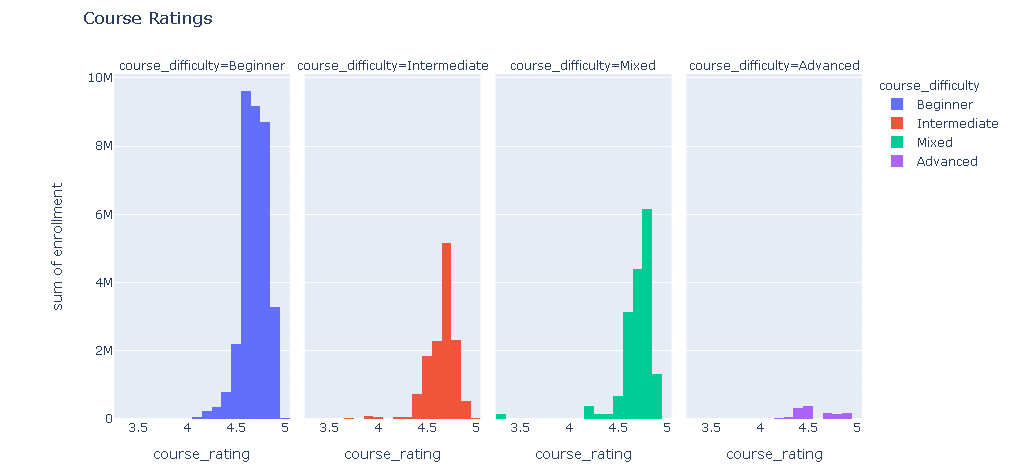 Course Ratings
course_difficulty=Beginner
course_difficulty=Intermediate
course_difficulty=Mixed
course_difficulty=Advanced
course_difficulty
Beginner
Intermediate
Mixed
Advanced
10M
8M
6M
4M
2M
0
sum of enrollment
3.5 4 4.5 5
3.5 4 4.5 5
3.5 4 4.5 5
3.5 4 4.5 5
course_rating
course_rating
course_rating
course_rating